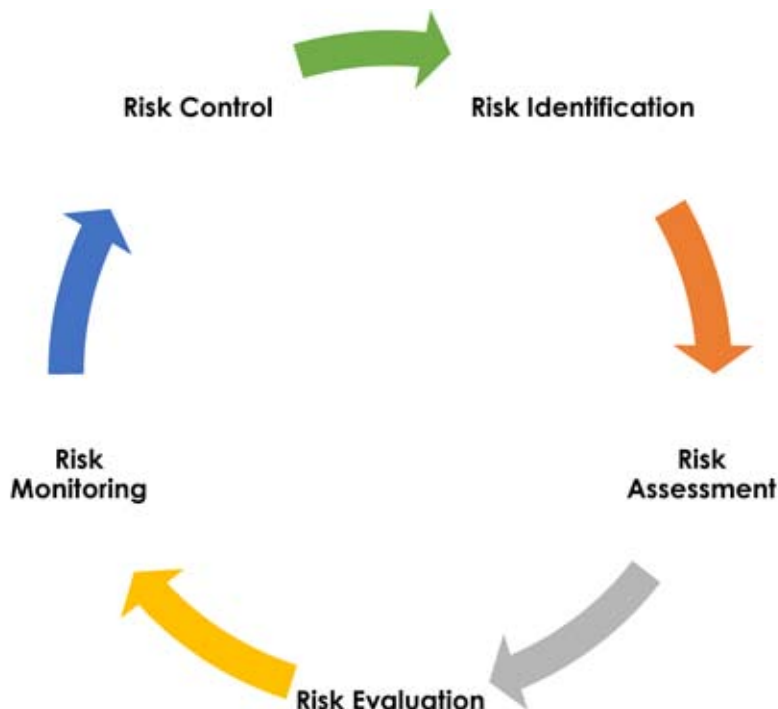 Risk Control
Risk Identification
Risk
Assessment
Risk Evaluation
Risk
Monitoring